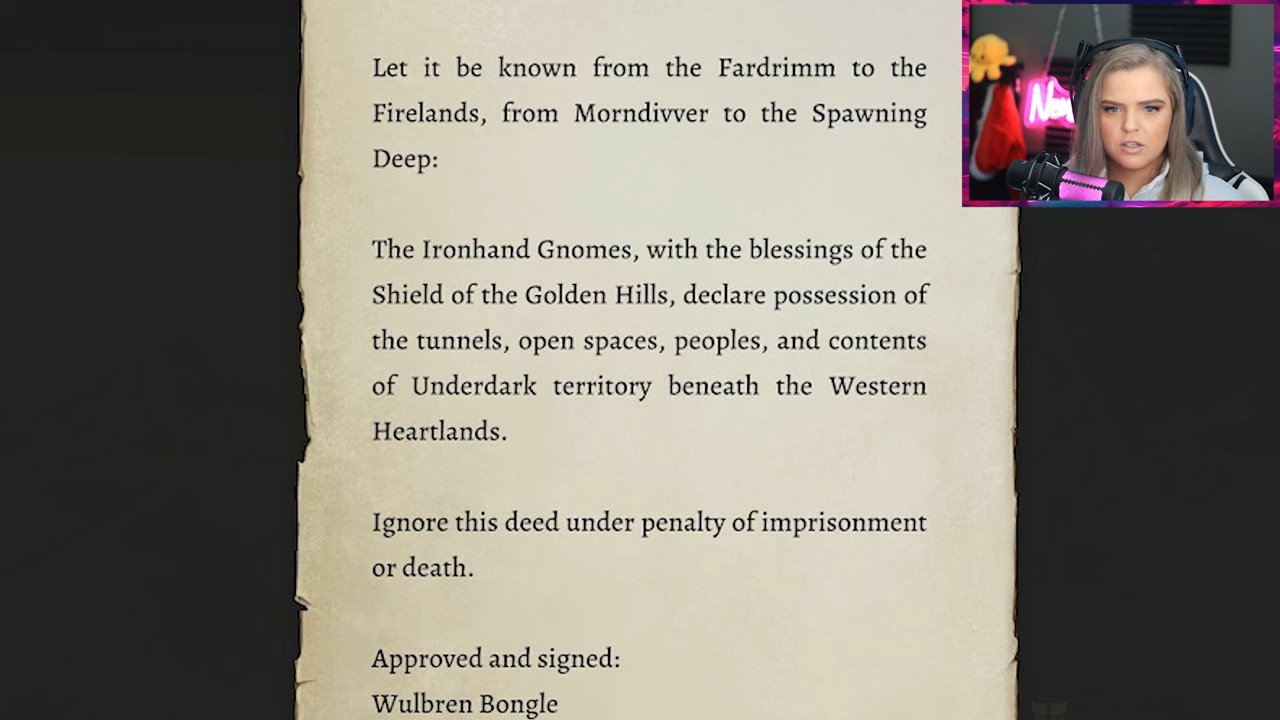 Let it be known from the Fardrimm to the
Firelands, from Morndivver to the Spawning
Deep:
The Ironhand Gnomes, with the blessings of the
Shield of the Golden Hills, declare possession of
the tunnels, open spaces, peoples, and contents
of Underdark territory beneath the Western
Heartlands.
Ignore this deed under penalty of imprisonment
or death.
Approved and signed:
Wulbren Bongle